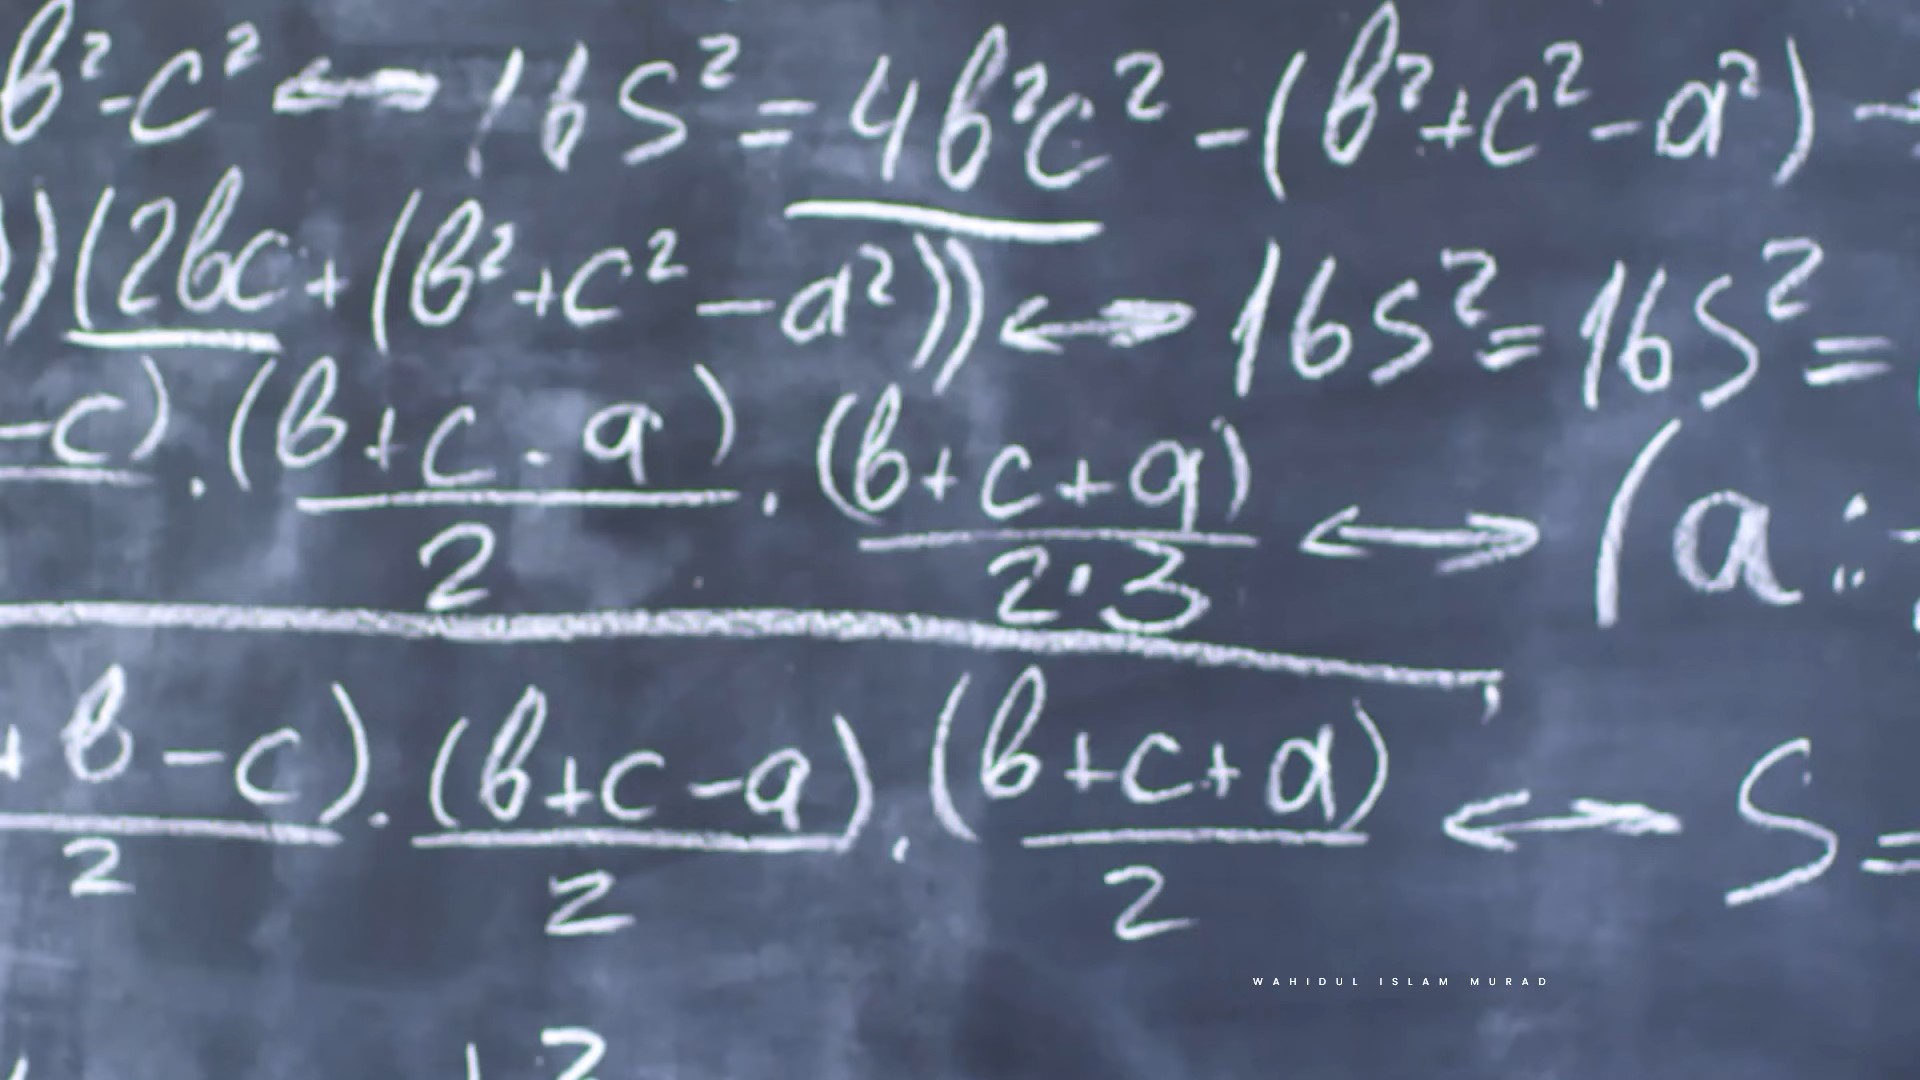 b²-c² ↔ 16S² = 4b²c² - (b²+c²-a²) -
))(2bc+(b²+c²-a²)) ↔ 16S² = 16S² =
-c) . (b+c-a)/2 . (b+c+a)/2·3 ↔ (a :
+b-c)/2 . (b+c-a)/2 . (b+c+a)/2 ↔ S =
WAHIDUL ISLAM MURAD